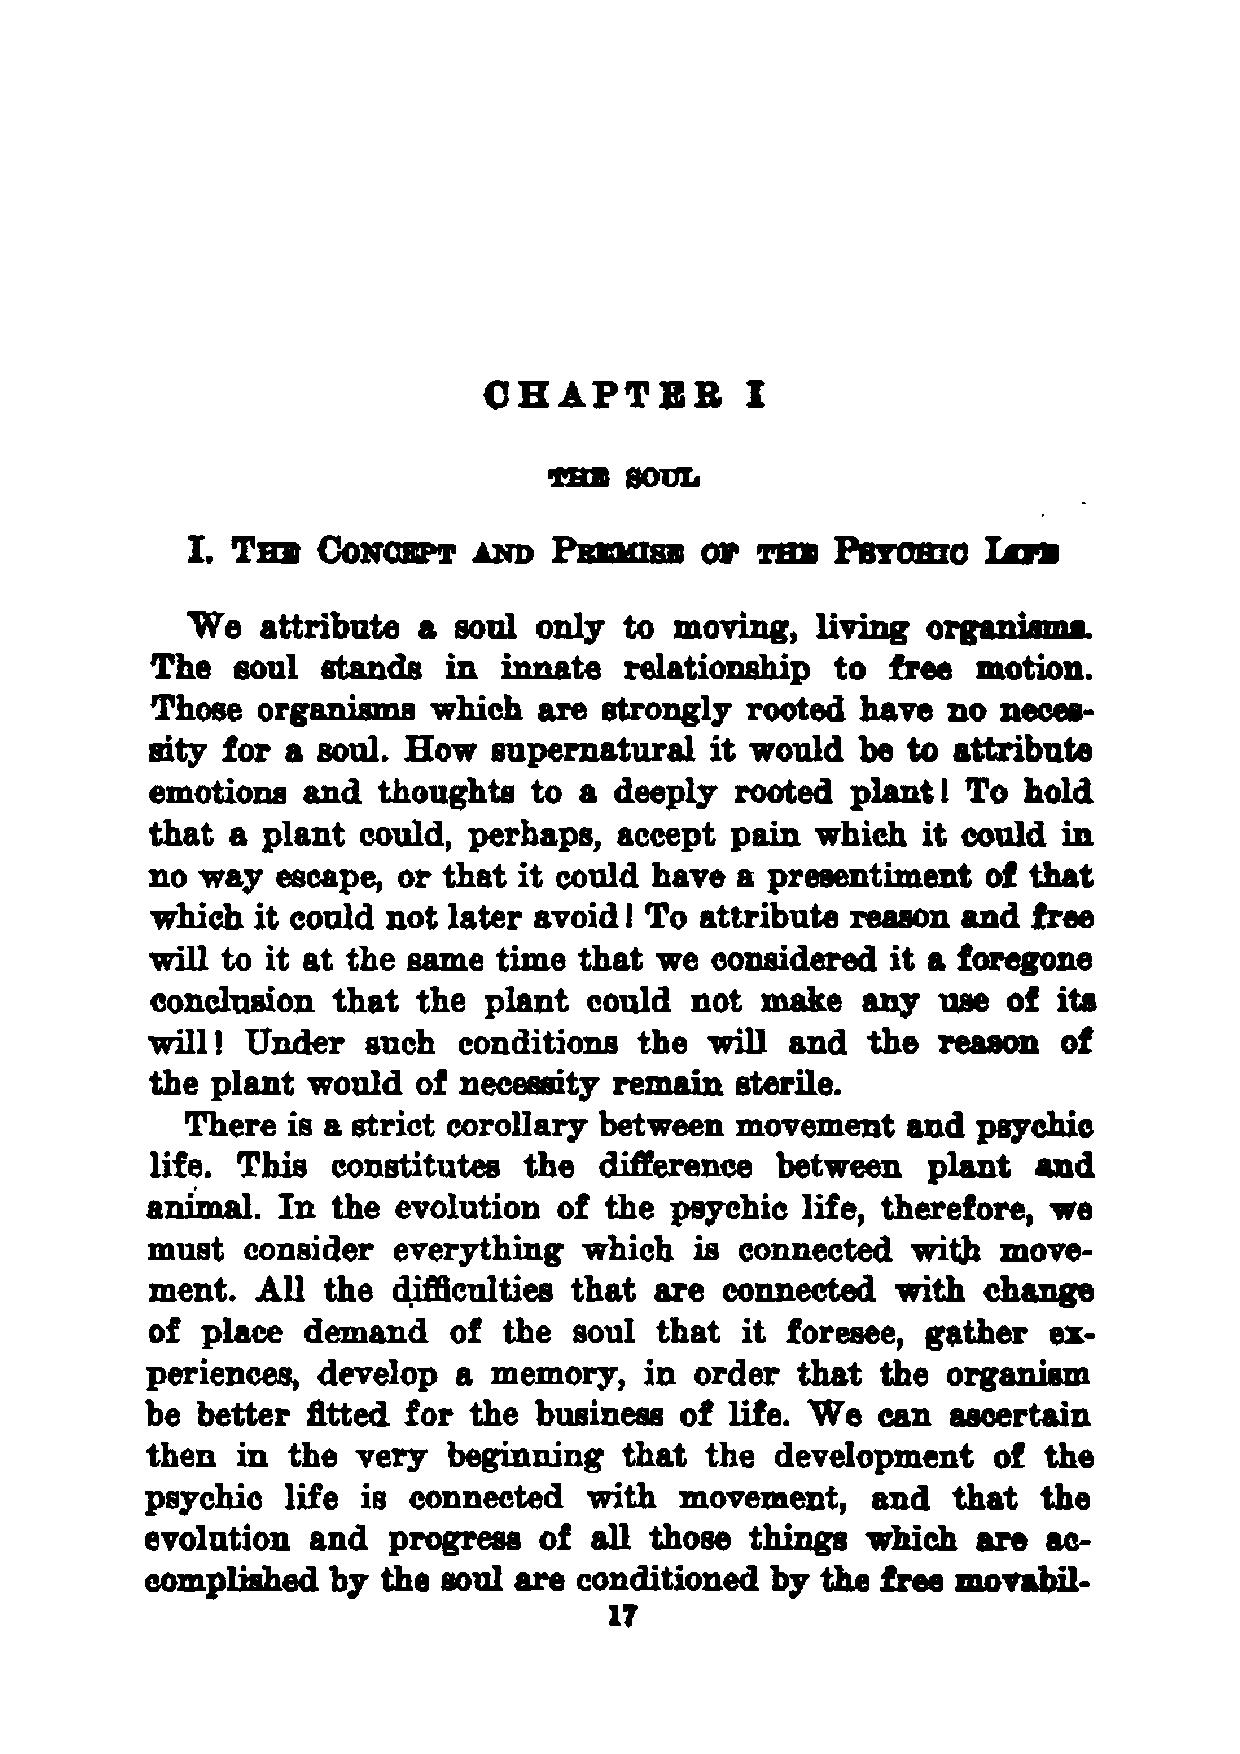 CHAPTER I
THE SOUL
I. THE CONCEPT AND PREMISE OF THE PSYCHIC LIFE
We attribute a soul only to moving, living organisms.
The soul stands in innate relationship to free motion.
Those organisms which are strongly rooted have no neces-
sity for a soul. How supernatural it would be to attribute
emotions and thoughts to a deeply rooted plant! To hold
that a plant could, perhaps, accept pain which it could in
no way escape, or that it could have a presentiment of that
which it could not later avoid! To attribute reason and free
will to it at the same time that we considered it a foregone
conclusion that the plant could not make any use of its
will! Under such conditions the will and the reason of
the plant would of necessity remain sterile.
There is a strict corollary between movement and psychic
life. This constitutes the difference between plant and
animal. In the evolution of the psychic life, therefore, we
must consider everything which is connected with move-
ment. All the difficulties that are connected with change
of place demand of the soul that it foresee, gather ex-
periences, develop a memory, in order that the organism
be better fitted for the business of life. We can ascertain
then in the very beginning that the development of the
psychic life is connected with movement, and that the
evolution and progress of all those things which are ac-
complished by the soul are conditioned by the free movabil-
17